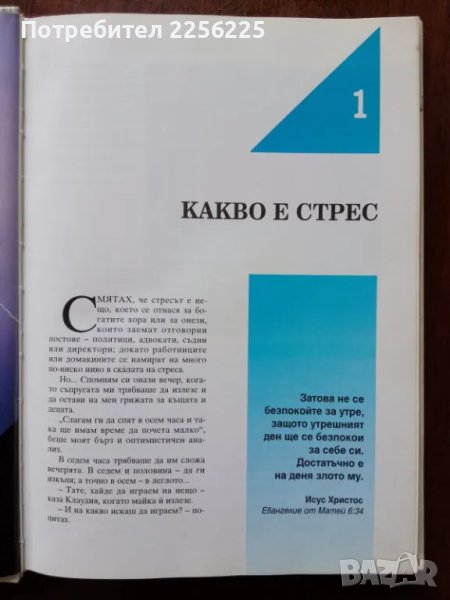 Потребител 2256225
1
КАКВО Е СТРЕС
СМЯТАХ, че стресът е не-
що, което се отнася за бо-
гатите хора или за онези,
които заемат отговорни
постове – политици, адвокати, съдии
или директори; докато работниците
или домакините се намират на много
по-ниско ниво в скалата на стреса.
Но... Спомням си онази вечер, кога-
то съпругата ми трябваше да излезе и
да остави на мен грижата за къщата и
децата.
„Слагам ги да спят в осем часа и та-
ка ще имам време да почета малко“,
беше моят бърз и оптимистичен ана-
лиз.
В седем часа трябваше да им сложа
вечерята. В седем и половина – да ги
изкъпя; а точно в осем – в леглото...
– Тате, хайде да играем на нещо –
каза Клаудия, когато майка ѝ излезе.
– И на какво искаш да играем? – по-
питах.
Затова не се
безпокойте за утре,
защото утрешният
ден ще се безпокои
за себе си.
Достатъчно е
на деня злото му.
Исус Христос
Евангелие от Матей 6:34
BAZAR